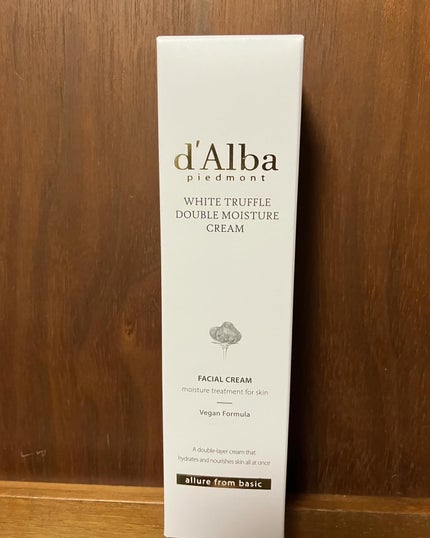 d'Alba
piedmont
WHITE TRUFFLE
DOUBLE MOISTURE
CREAM
FACIAL CREAM
moisture treatment for skin
Vegan Formula
A double-layer cream that
hydrates and nourishes skin all at once
allure from basic